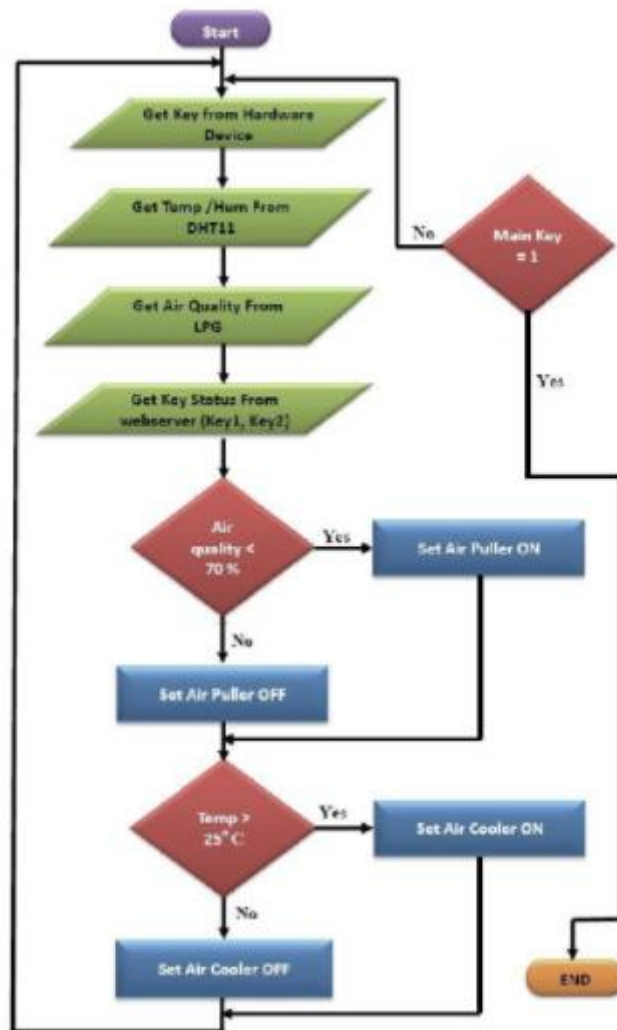 Start
Get Key from Hardware
Device
Get Temp /Hum From
DHT11
Get Air Quality From
LPG
Get Key Status From
webserver (Key1, Key2)
Air
quality <
70 %
Yes
Set Air Puller ON
No
Set Air Puller OFF
Temp >
25° C
Yes
Set Air Cooler ON
No
Set Air Cooler OFF
Main Key
= 1
No
Yes
END